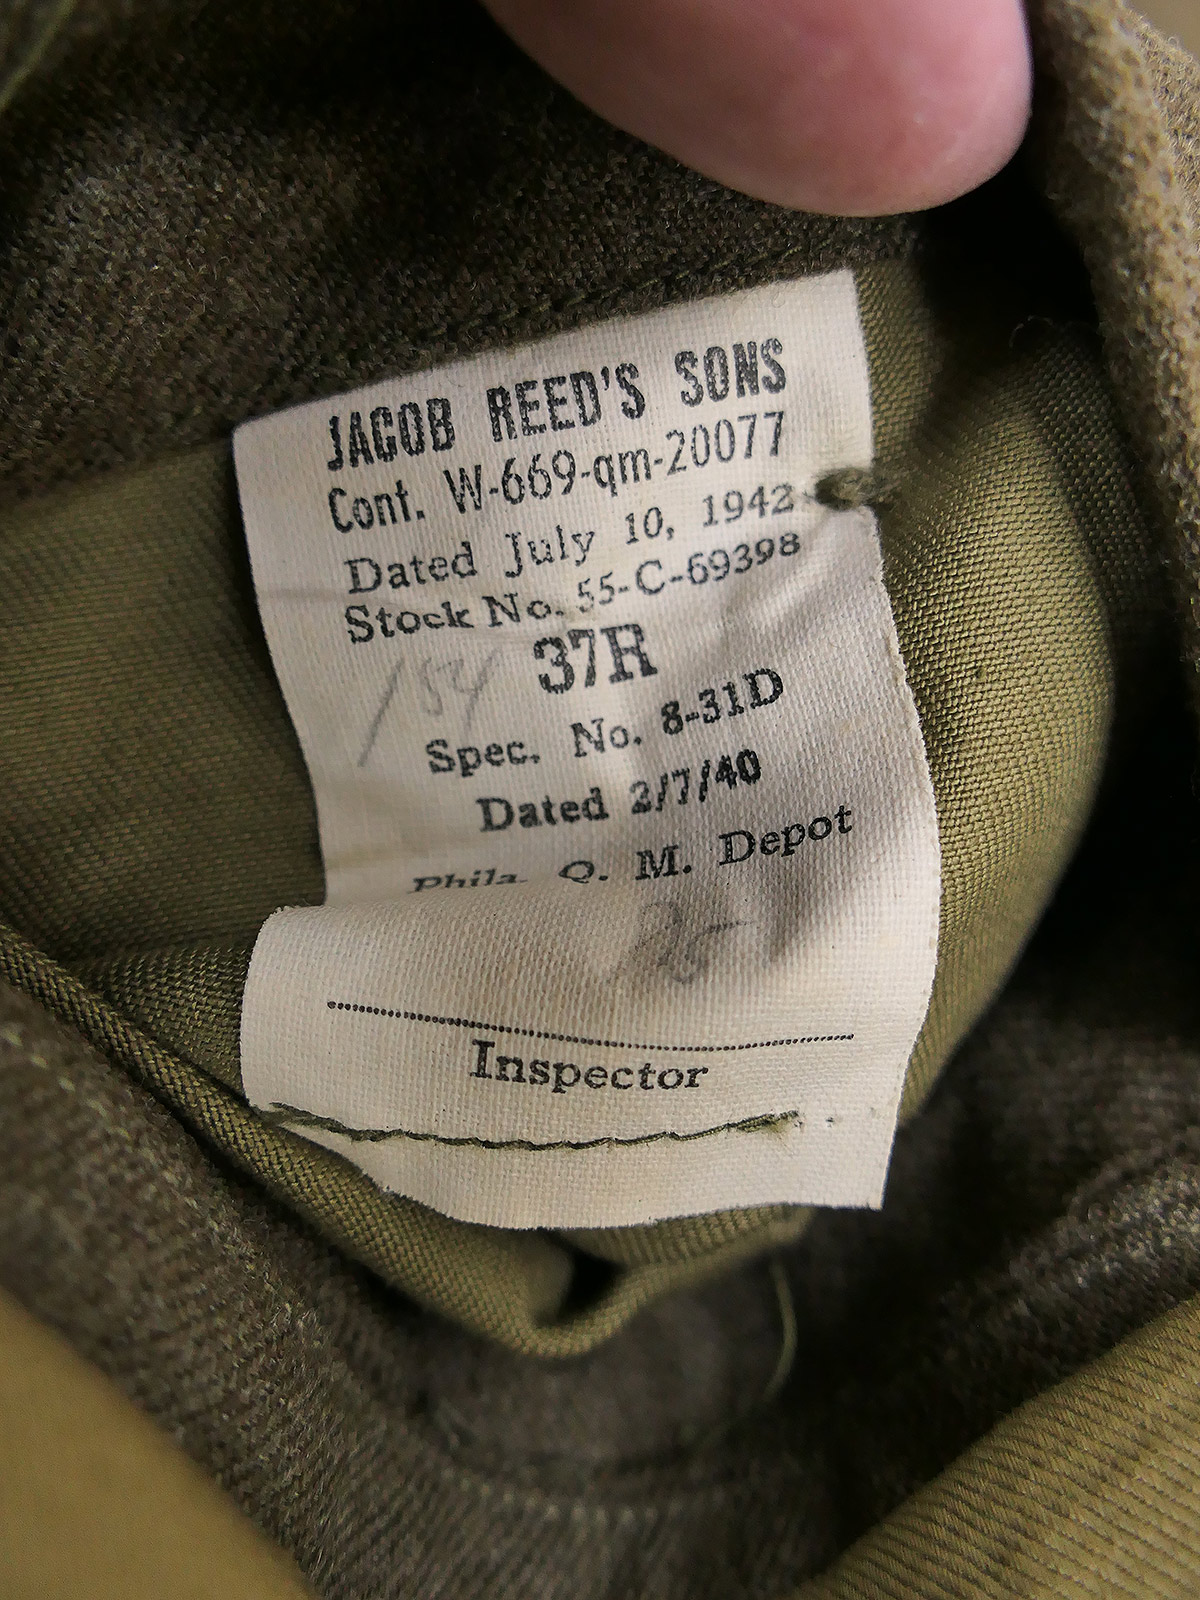 JACOB REED'S SONS
Cont. W-669-qm-20077
Dated July 10, 1942
Stock No. 55-C-69398
37R
184
Spec. No. 8-31D
Dated 2/7/40
Phila. Q. M. Depot
Inspector